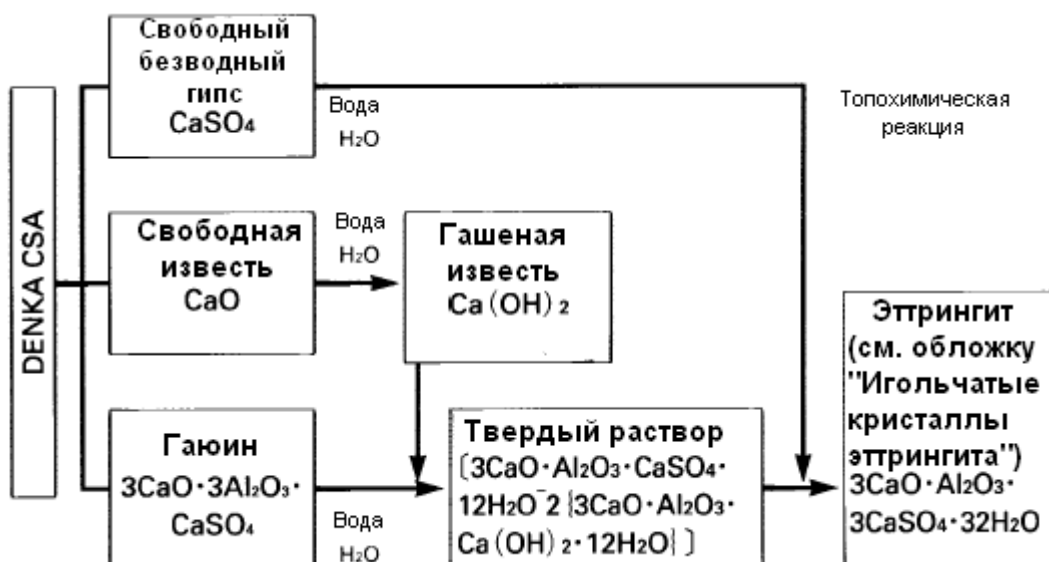 DENKA CSA
Свободный
безводный
гипс
CaSO₄
Вода
H₂O
Топохимическая
реакция
Свободная
известь
CaO
Вода
H₂O
Гашеная
известь
Ca(OH)₂
Гаюин
3CaO·3Al₂O₃·
CaSO₄
Вода
H₂O
Твердый раствор
[3CaO·Al₂O₃·CaSO₄·
12H₂O¯2{3CaO·Al₂O₃·
Ca(OH)₂·12H₂O}]
Эттрингит
(см. обложку
"Игольчатые
кристаллы
эттрингита")
3CaO·Al₂O₃·
3CaSO₄·32H₂O